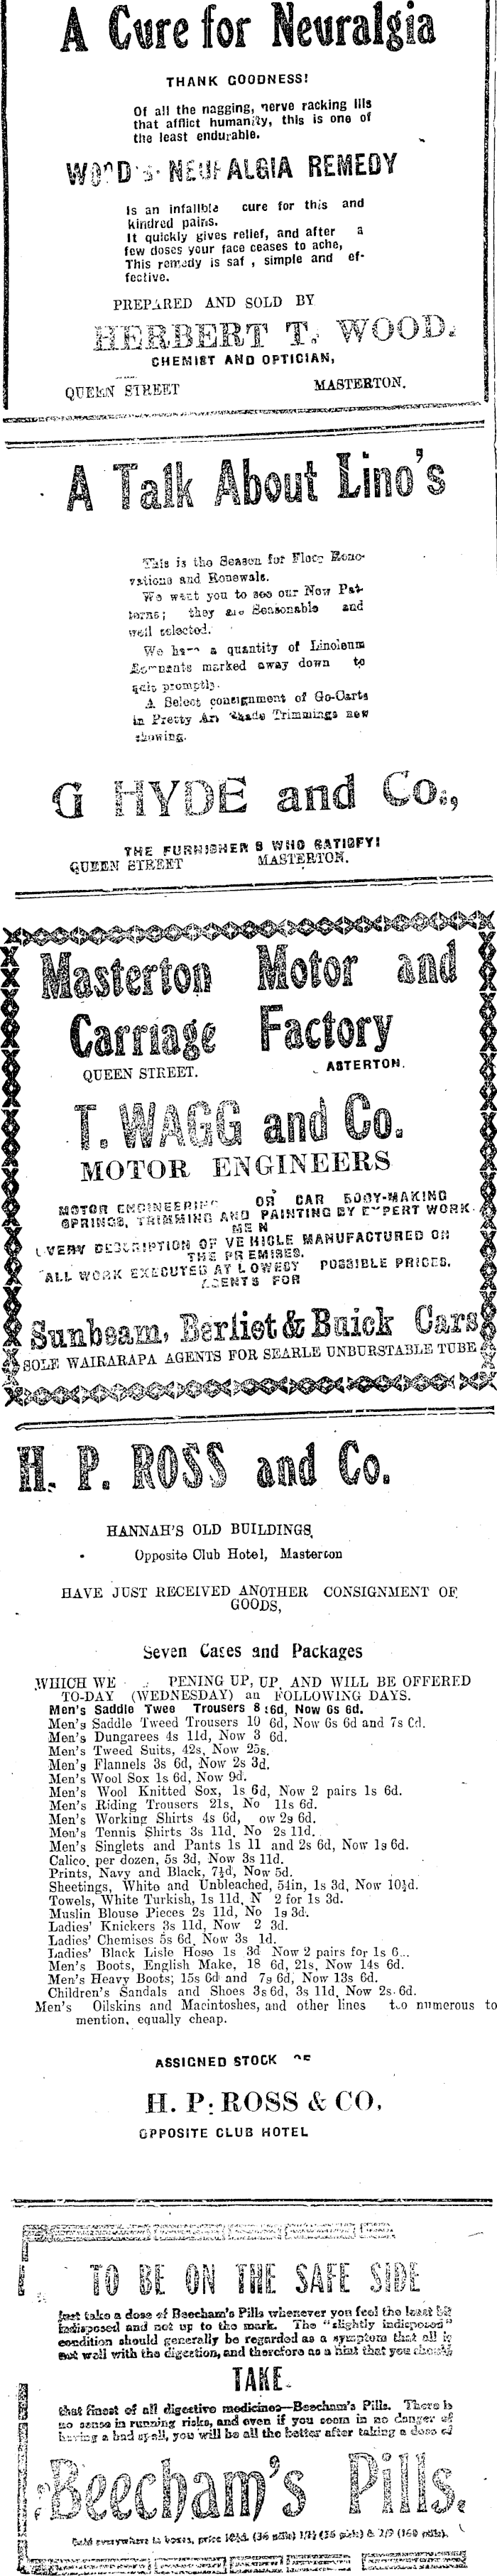 A Cure for Neuralgia
THANK GOODNESS!
Of all the nagging, nerve racking ills
that afflict humanity, this is one of
the least endurable.
WOOD'S NEURALGIA REMEDY
Is an infallible cure for this and
kindred pains.
It quickly gives relief, and after a
few doses your face ceases to ache,
This remedy is saf , simple and ef-
fective.
PREPARED AND SOLD BY
HERBERT T. WOOD.
CHEMIST AND OPTICIAN,
QUEEN STREET MASTERTON.
A Talk About Lino's
This is the Season for Floor Reno-
vations and Renewals.
We want you to see our New Pat-
terns; they are Seasonable and
well selected.
We have a quantity of Linoleum
Remnants marked away down to
quit promptly.
A Select consignment of Go-Carts
in Pretty Art Shade Trimmings now
showing.
G HYDE and Co.,
THE FURNISHERS WHO SATISFY!
QUEEN STREET MASTERTON.
Masterton Motor and
Carriage Factory
QUEEN STREET. ASTERTON.
T. WAGG and Co.
MOTOR ENGINEERS
MOTOR ENGINEERING OR CAR BODY-MAKING
SPRINGS, TRIMMING AND PAINTING BY EXPERT WORK-
MEN
EVERY DESCRIPTION OF VEHICLE MANUFACTURED ON
THE PREMISES.
ALL WORK EXECUTED AT LOWEST POSSIBLE PRICES.
AGENTS FOR
Sunbeam, Berliet & Buick Cars
SOLE WAIRARAPA AGENTS FOR SEARLE UNBURSTABLE TUBE
H. P. ROSS and Co.
HANNAH'S OLD BUILDINGS,
Opposite Club Hotel, Masterton
HAVE JUST RECEIVED ANOTHER CONSIGNMENT OF
GOODS,
Seven Cases and Packages
WHICH WE PENING UP, UP, AND WILL BE OFFERED
TO-DAY (WEDNESDAY) an FOLLOWING DAYS.
Men's Saddle Twee Trousers 8s6d, Now 6s 6d.
Men's Saddle Tweed Trousers 10 6d, Now 6s 6d and 7s 6d.
Men's Dungarees 4s 11d, Now 3 6d.
Men's Tweed Suits, 42s, Now 25s.
Men's Flannels 3s 6d, Now 2s 3d.
Men's Wool Sox 1s 6d, Now 9d.
Men's Wool Knitted Sox, 1s 6d, Now 2 pairs 1s 6d.
Men's Riding Trousers 21s, No 11s 6d.
Men's Working Shirts 4s 6d, ow 2s 6d.
Men's Tennis Shirts 3s 11d, No 2s 11d.
Men's Singlets and Pants 1s 11 and 2s 6d, Now 1s 6d.
Calico, per dozen, 5s 3d, Now 3s 11d.
Prints, Navy and Black, 7½d, Now 5d.
Sheetings, White and Unbleached, 54in, 1s 3d, Now 10½d.
Towels, White Turkish, 1s 11d, N 2 for 1s 3d.
Muslin Blouse Pieces 2s 11d, No 1s 3d.
Ladies' Knickers 3s 11d, Now 2 3d.
Ladies' Chemises 5s 6d, Now 3s 1d.
Ladies' Black Lisle Hose 1s 3d Now 2 pairs for 1s 6
Men's Boots, English Make, 18 6d, 21s, Now 14s 6d.
Men's Heavy Boots; 15s 6d and 7s 6d, Now 13s 6d.
Children's Sandals and Shoes 3s 6d, 3s 11d, Now 2s 6d.
Men's Oilskins and Macintoshes, and other lines too numerous to
mention, equally cheap.
ASSIGNED STOCK OF
H. P. ROSS & CO,
OPPOSITE CLUB HOTEL
TO BE ON THE SAFE SIDE
Just take a dose of Beecham's Pills whenever you feel the least bit
indisposed and not up to the mark. The "slightly indisposed"
condition should generally be regarded as a symptom that all is
not well with the digestion, and therefore as a hint that you should
TAKE
that finest of all digestive medicines—Beecham's Pills. There is
no sense in running risks, and even if you seem in no danger of
having a bad spell, you will be all the better after taking a dose of
Beecham's Pills.
Sold everywhere in boxes, price 10½d. (36 pills) 1/1½ (56 pills) & 2/9 (168 pills).